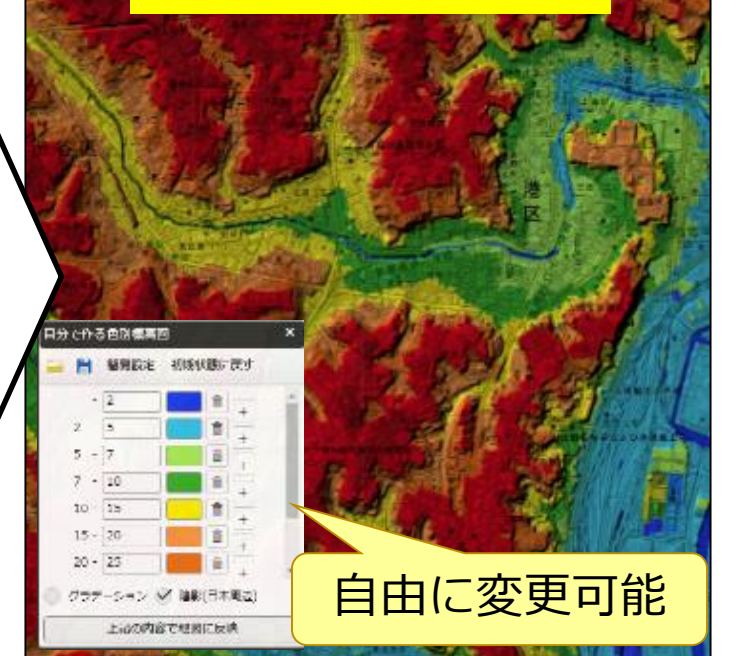 港区
自分で作る色別標高図 ×
簡易設定 初期状態に戻す
- 2
2 - 5
5 - 7
7 - 10
10 - 15
15 - 20
20 - 25
グラデーション 陰影(日本周辺)
上記の内容で地図に反映
自由に変更可能